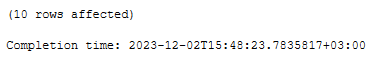 (10 rows affected)
Completion time: 2023-12-02T15:48:23.7835817+03:00